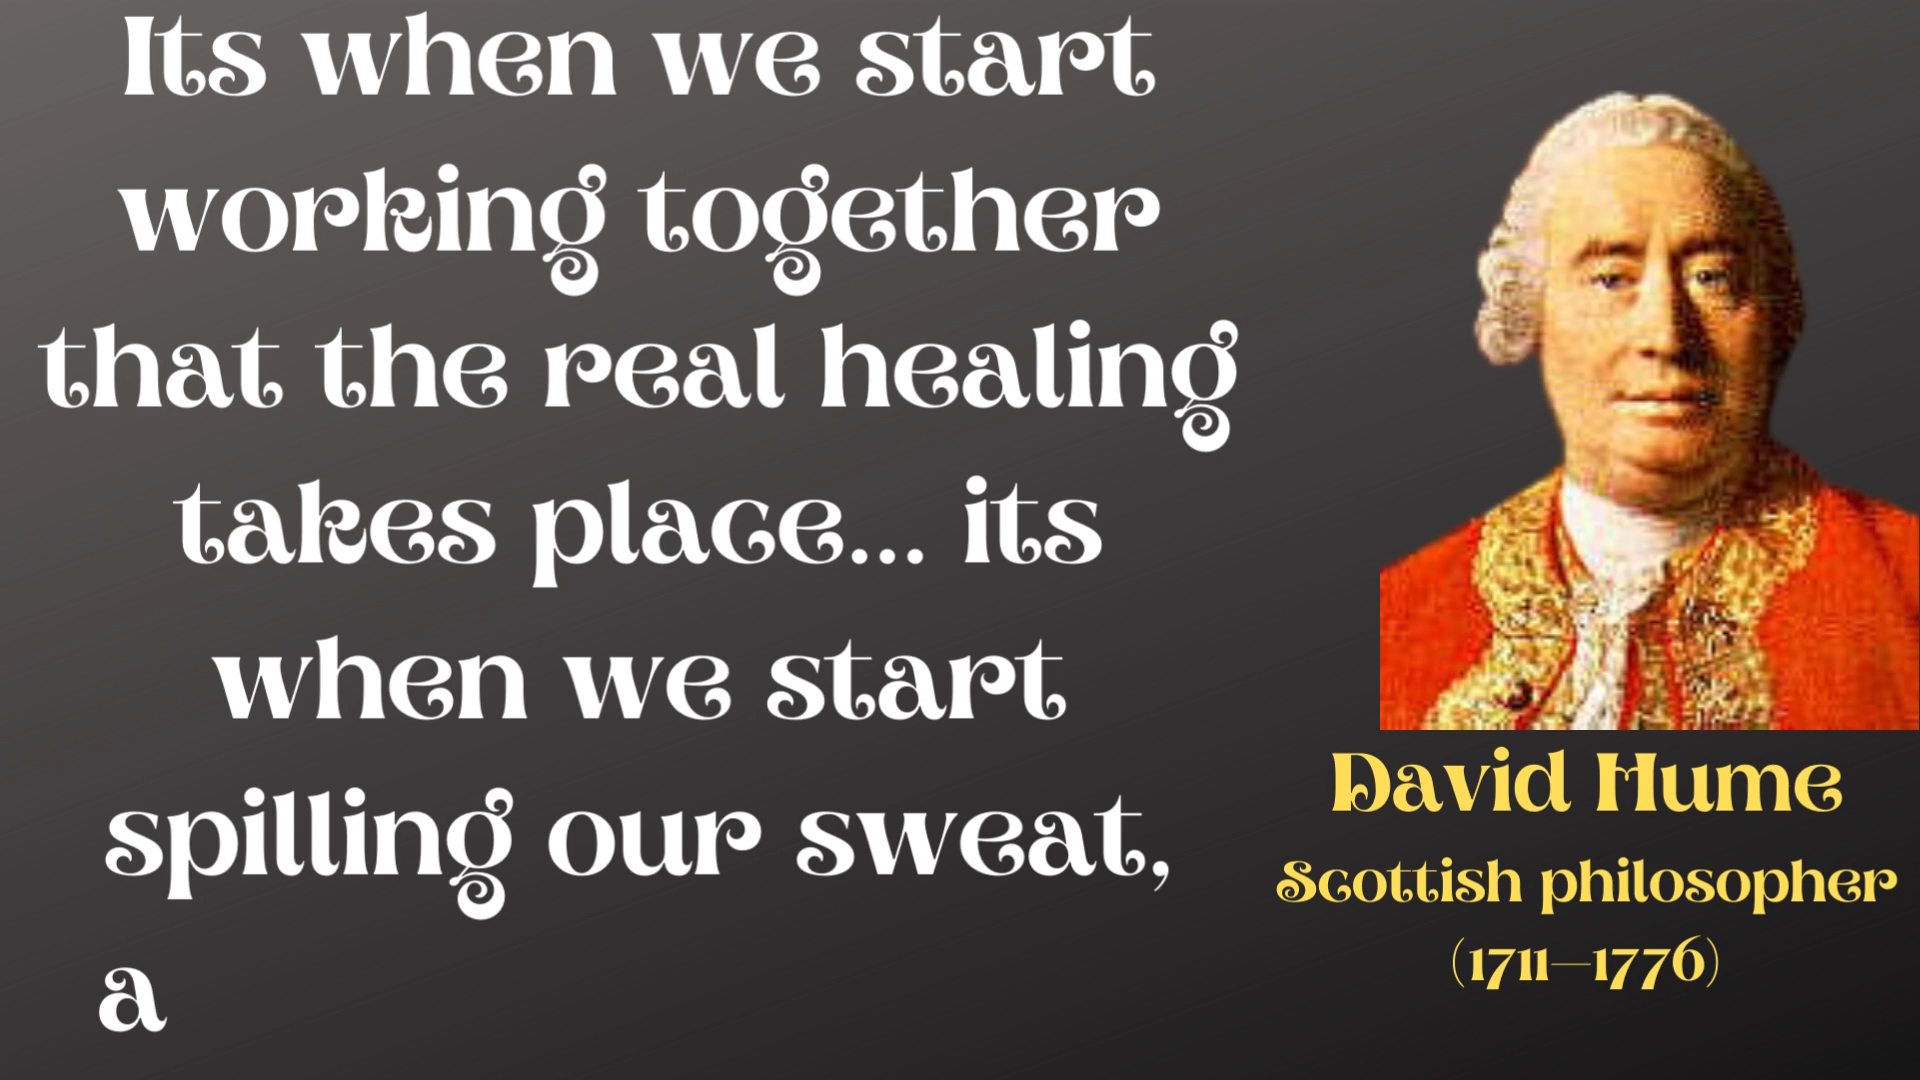 Its when we start
working together
that the real healing
takes place... its
when we start
spilling our sweat,
a
David Hume
Scottish philosopher
(1711—1776)